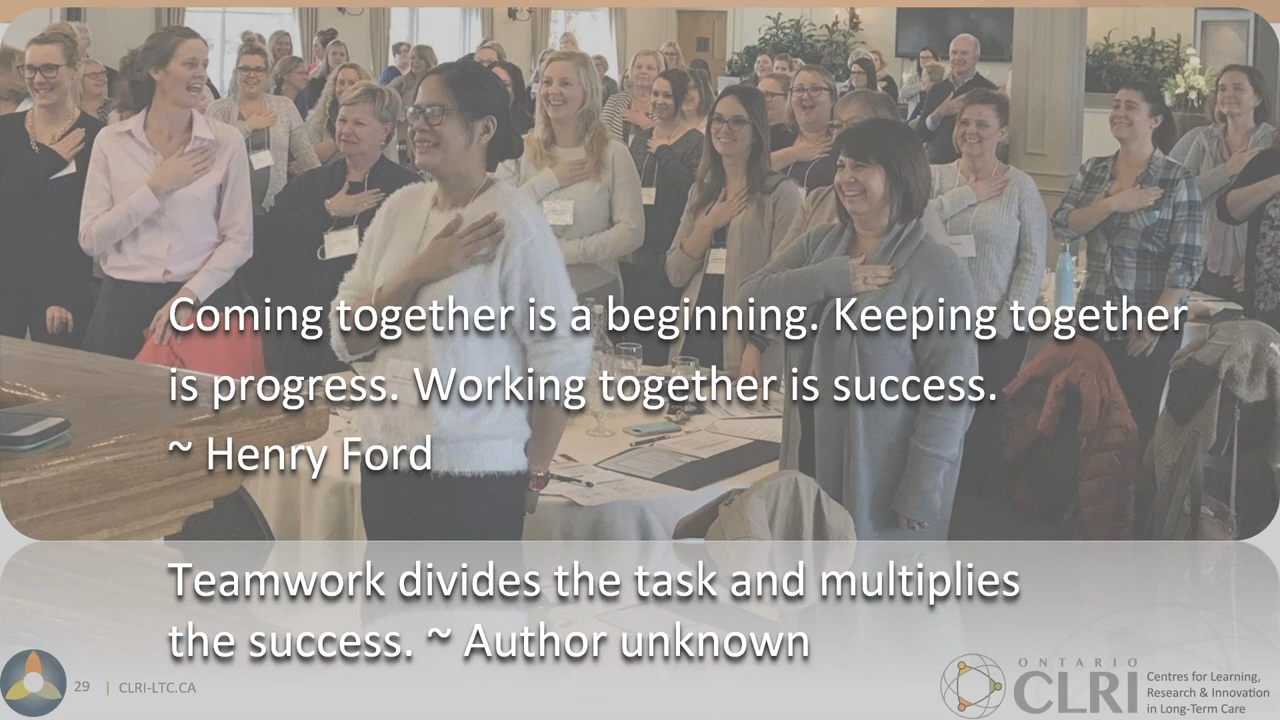 Coming together is a beginning. Keeping together
is progress. Working together is success.
~ Henry Ford
Teamwork divides the task and multiplies
the success. ~ Author unknown
29 | CLRI-LTC.CA
ONTARIO
CLRI
Centres for Learning,
Research & Innovation
in Long-Term Care